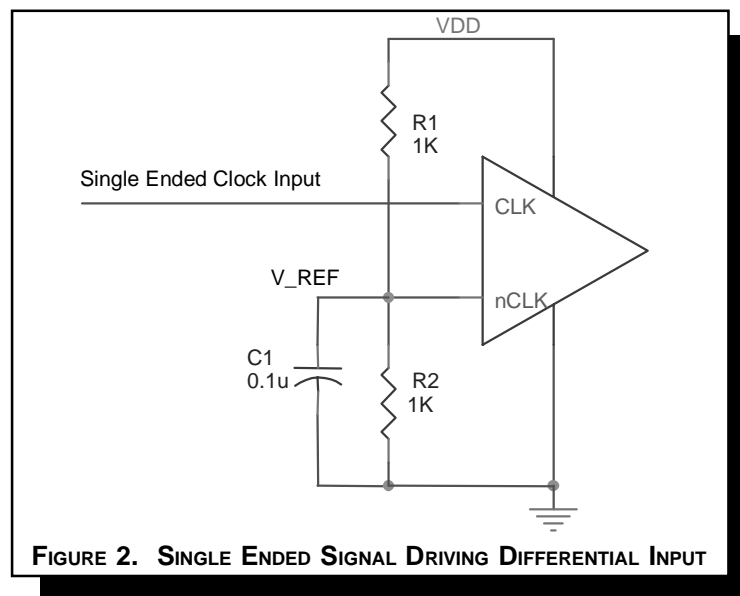 VDD
R1
1K
Single Ended Clock Input
CLK
V_REF
nCLK
C1
0.1u
R2
1K
FIGURE 2. SINGLE ENDED SIGNAL DRIVING DIFFERENTIAL INPUT